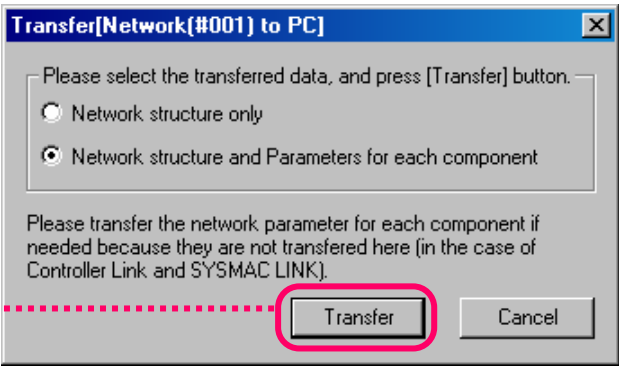 Transfer[Network(#001) to PC]
Please select the transferred data, and press [Transfer] button.
Network structure only
Network structure and Parameters for each component
Please transfer the network parameter for each component if
needed because they are not transfered here (in the case of
Controller Link and SYSMAC LINK).
Transfer
Cancel